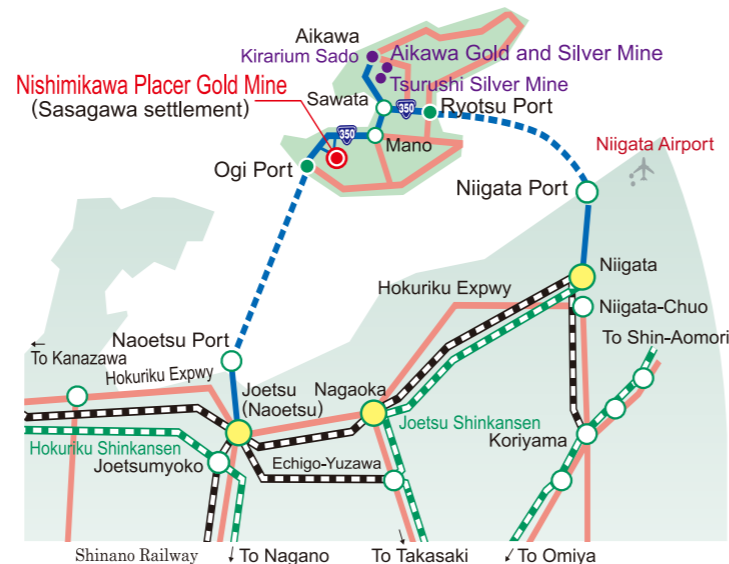 Aikawa
Kirarium Sado
Aikawa Gold and Silver Mine
Tsurushi Silver Mine
Nishimikawa Placer Gold Mine
(Sasagawa settlement)
Sawata
350
Ryotsu Port
350
Mano
Ogi Port
Niigata Airport
Niigata Port
Niigata
Hokuriku Expwy
Niigata-Chuo
To Shin-Aomori
Naoetsu Port
←
To Kanazawa
Hokuriku Expwy
Joetsu
(Naoetsu)
Nagaoka
Joetsu Shinkansen
Koriyama
Hokuriku Shinkansen
Joetsumyoko
Echigo-Yuzawa
Shinano Railway
↓ To Nagano
To Takasaki
↙ To Omiya